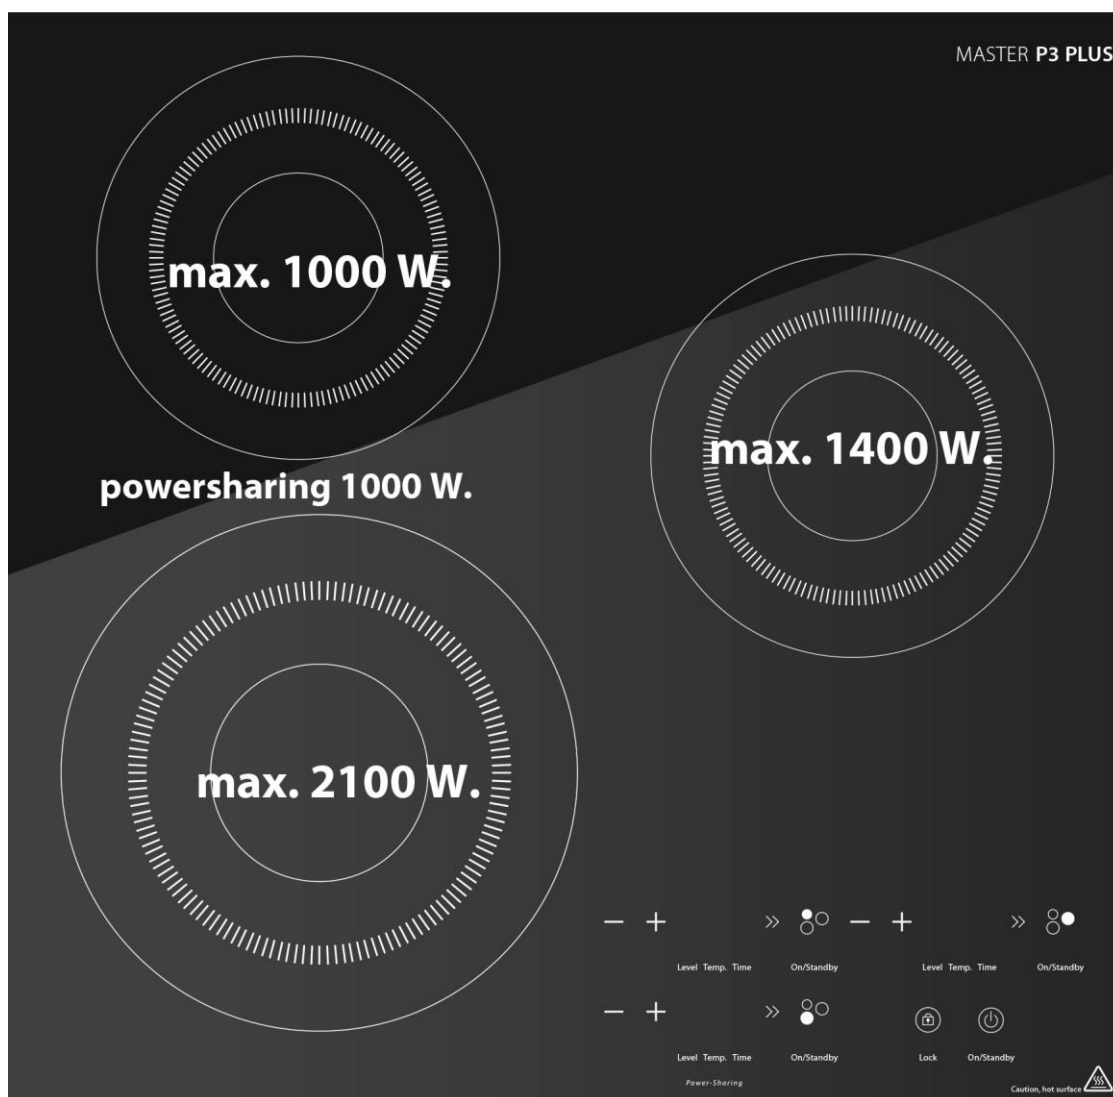 MASTER P3 PLUS
max. 1000 W.
max. 1400 W.
powersharing 1000 W.
max. 2100 W.
Level Temp. Time On/Standby Level Temp. Time On/Standby
Level Temp. Time On/Standby Lock On/Standby
Power-Sharing
Caution, hot surface